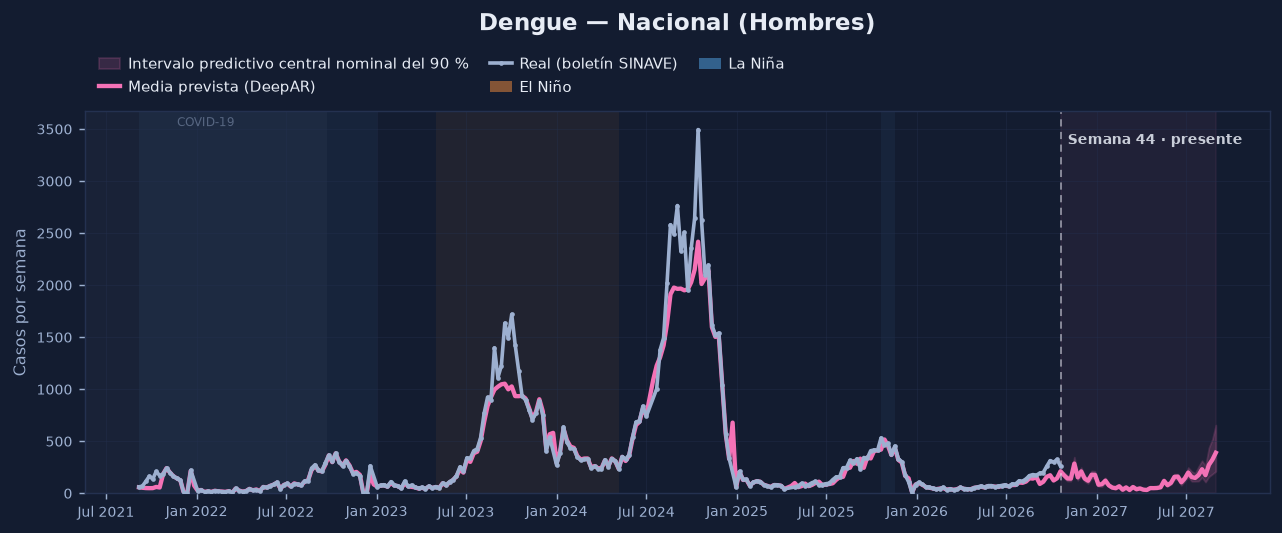 Dengue — Nacional (Hombres)
Intervalo predictivo central nominal del 90 %
Real (boletín SINAVE)
La Niña
Media prevista (DeepAR)
El Niño
COVID-19
Semana 44 · presente
Casos por semana
3500
3000
2500
2000
1500
1000
500
0
Jul 2021
Jan 2022
Jul 2022
Jan 2023
Jul 2023
Jan 2024
Jul 2024
Jan 2025
Jul 2025
Jan 2026
Jul 2026
Jan 2027
Jul 2027